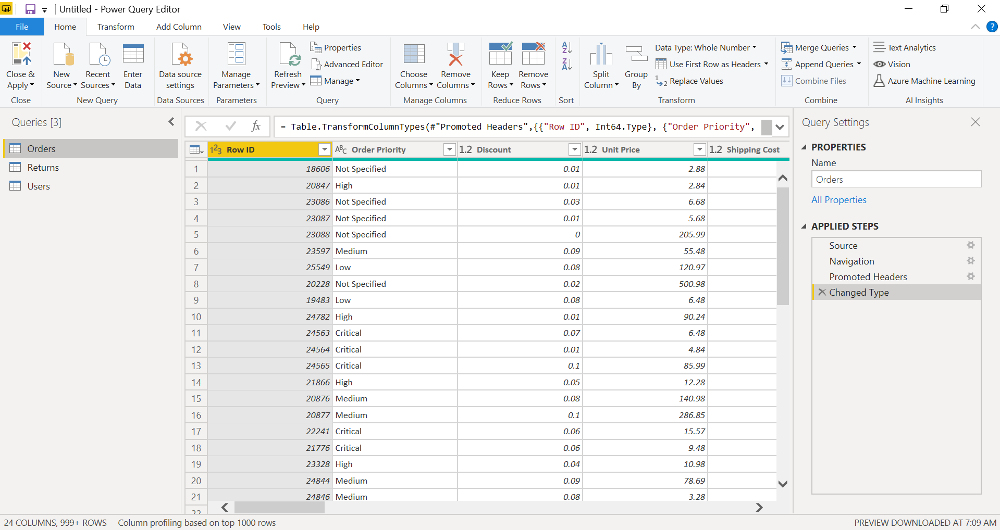 Untitled - Power Query Editor
File Home Transform Add Column View Tools Help
Close & Apply
New Source
Recent Sources
Enter Data
Data source settings
Manage Parameters
Refresh Preview
Properties
Advanced Editor
Manage
Choose Columns
Remove Columns
Keep Rows
Remove Rows
Split Column
Group By
Data Type: Whole Number
Use First Row as Headers
Replace Values
Merge Queries
Append Queries
Combine Files
Text Analytics
Vision
Azure Machine Learning
Close New Query Data Sources Parameters Query Manage Columns Reduce Rows Sort Transform Combine AI Insights
Queries [3]
Orders
Returns
Users
fx = Table.TransformColumnTypes(#"Promoted Headers",{{"Row ID", Int64.Type}, {"Order Priority",
123 Row ID ABC Order Priority 1.2 Discount 1.2 Unit Price 1.2 Shipping Cost
1 18606 Not Specified 0.01 2.88
2 20847 High 0.01 2.84
3 23086 Not Specified 0.03 6.68
4 23087 Not Specified 0.01 5.68
5 23088 Not Specified 0 205.99
6 23597 Medium 0.09 55.48
7 25549 Low 0.08 120.97
8 20228 Not Specified 0.02 500.98
9 19483 Low 0.08 6.48
10 24782 High 0.01 90.24
11 24563 Critical 0.07 6.48
12 24564 Critical 0.01 4.84
13 24565 Critical 0.1 85.99
14 21866 High 0.05 12.28
15 20876 Medium 0.08 140.98
16 20877 Medium 0.1 286.85
17 22241 Critical 0.06 15.57
18 21776 Critical 0.06 9.48
19 23328 High 0.04 10.98
20 24844 Medium 0.09 78.69
21 24846 Medium 0.08 3.28
22
Query Settings
PROPERTIES
Name
Orders
All Properties
APPLIED STEPS
Source
Navigation
Promoted Headers
Changed Type
24 COLUMNS, 999+ ROWS Column profiling based on top 1000 rows PREVIEW DOWNLOADED AT 7:09 AM